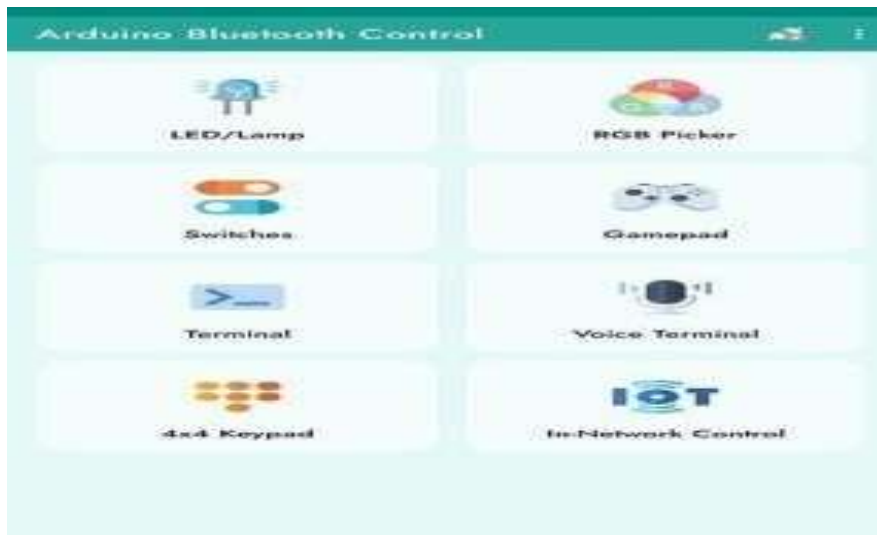 Arduino Bluetooth Control
LED/Lamp
RGB Picker
Switches
Gamepad
Terminal
Voice Terminal
4x4 Keypad
IOT
In-Network Control